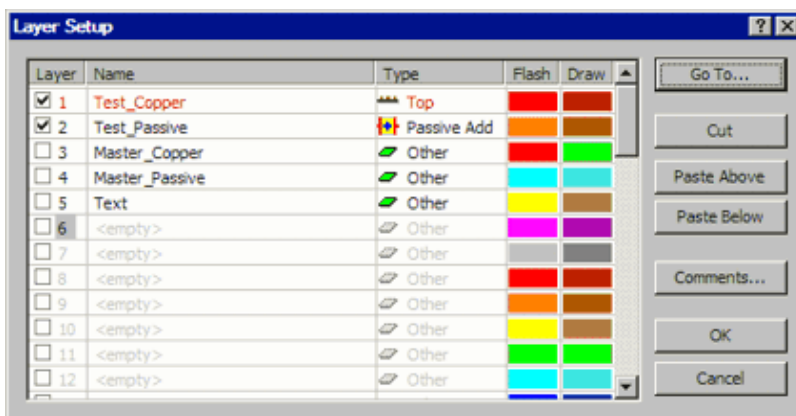 Layer Setup ? X
Layer Name Type Flash Draw
1 Test_Copper Top
2 Test_Passive Passive Add
3 Master_Copper Other
4 Master_Passive Other
5 Text Other
6 <empty> Other
7 <empty> Other
8 <empty> Other
9 <empty> Other
10 <empty> Other
11 <empty> Other
12 <empty> Other
Go To...
Cut
Paste Above
Paste Below
Comments...
OK
Cancel